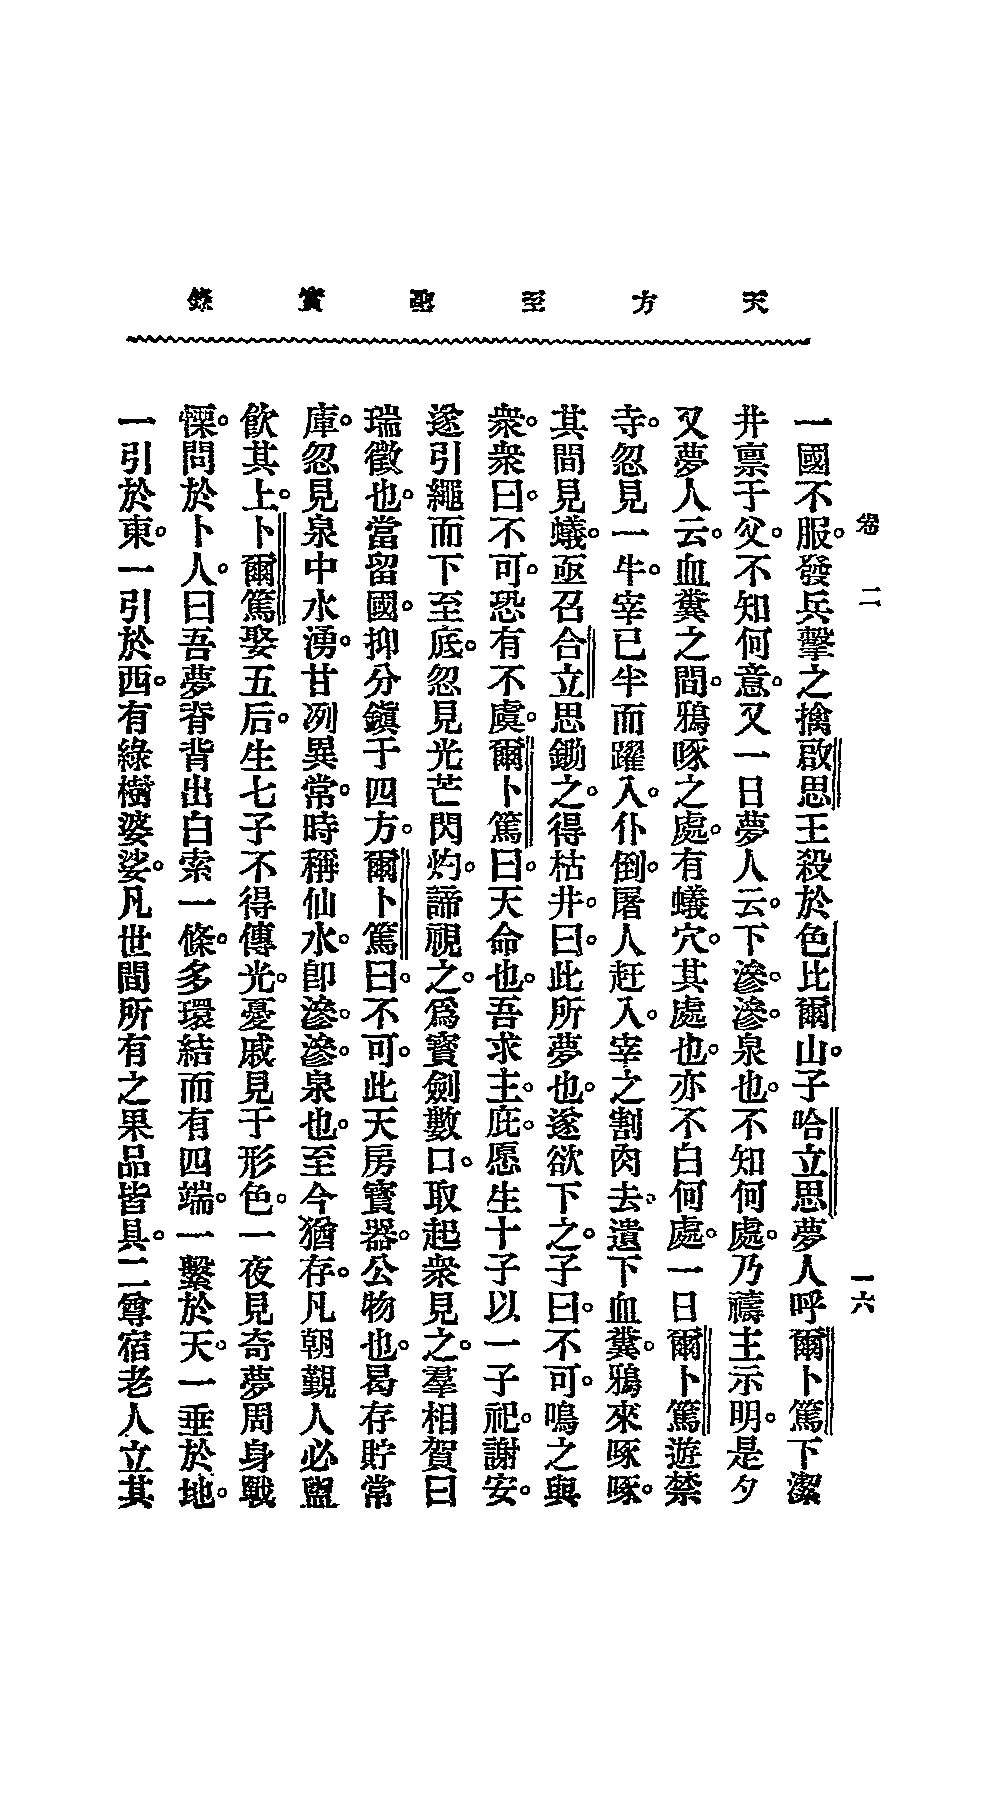 天方至聖實錄
卷二
一六
一國不服。發兵擊之擒啟思王殺於色比爾山。子哈立思夢人呼爾卜篤下潔
井禀于父。不知何意。又一日夢人云。下滲。滲。泉也。不知何處。乃禱主示明。是夕
又夢人云。血糞之間。鴉啄之處。有蟻穴。其處也。亦不白何處。一日爾卜篤遊禁
寺。忽見一牛。宰已半而躍入。仆倒。屠人赶入。宰之割肉去。遺下血糞。鴉來啄啄。
其間見蟻。亟召合立思鋤之。得枯井。曰。此所夢也。遂欲下之。子曰。不可。鳴之與
衆。衆曰。不可。恐有不虞。爾卜篤曰。天命也。吾求主。庇。愿生十子以一子祀。謝安。
遂引繩而下至底。忽見光芒閃灼。諦視之。爲寶劍數口。取起衆見之。羣相賀曰
瑞徵也。當留國。抑分鎭于四方。爾卜篤曰。不可。此天房寶器。公物也。曷存貯常
庫。忽見泉中水湧。甘冽異常。時稱仙水。卽滲。滲。泉也。至今猶存。凡朝覲人必盥
飲其上。卜爾篤娶五后。生七子不得傳光。憂戚見于形色。一夜見奇夢周身戰
慄。問於卜人。曰吾夢脊背出白索一條。多環結而有四端。一繫於天。一垂於地。
一引於東。一引於西。有綠樹婆娑。凡世間所有之果品皆具。二尊宿老人立其